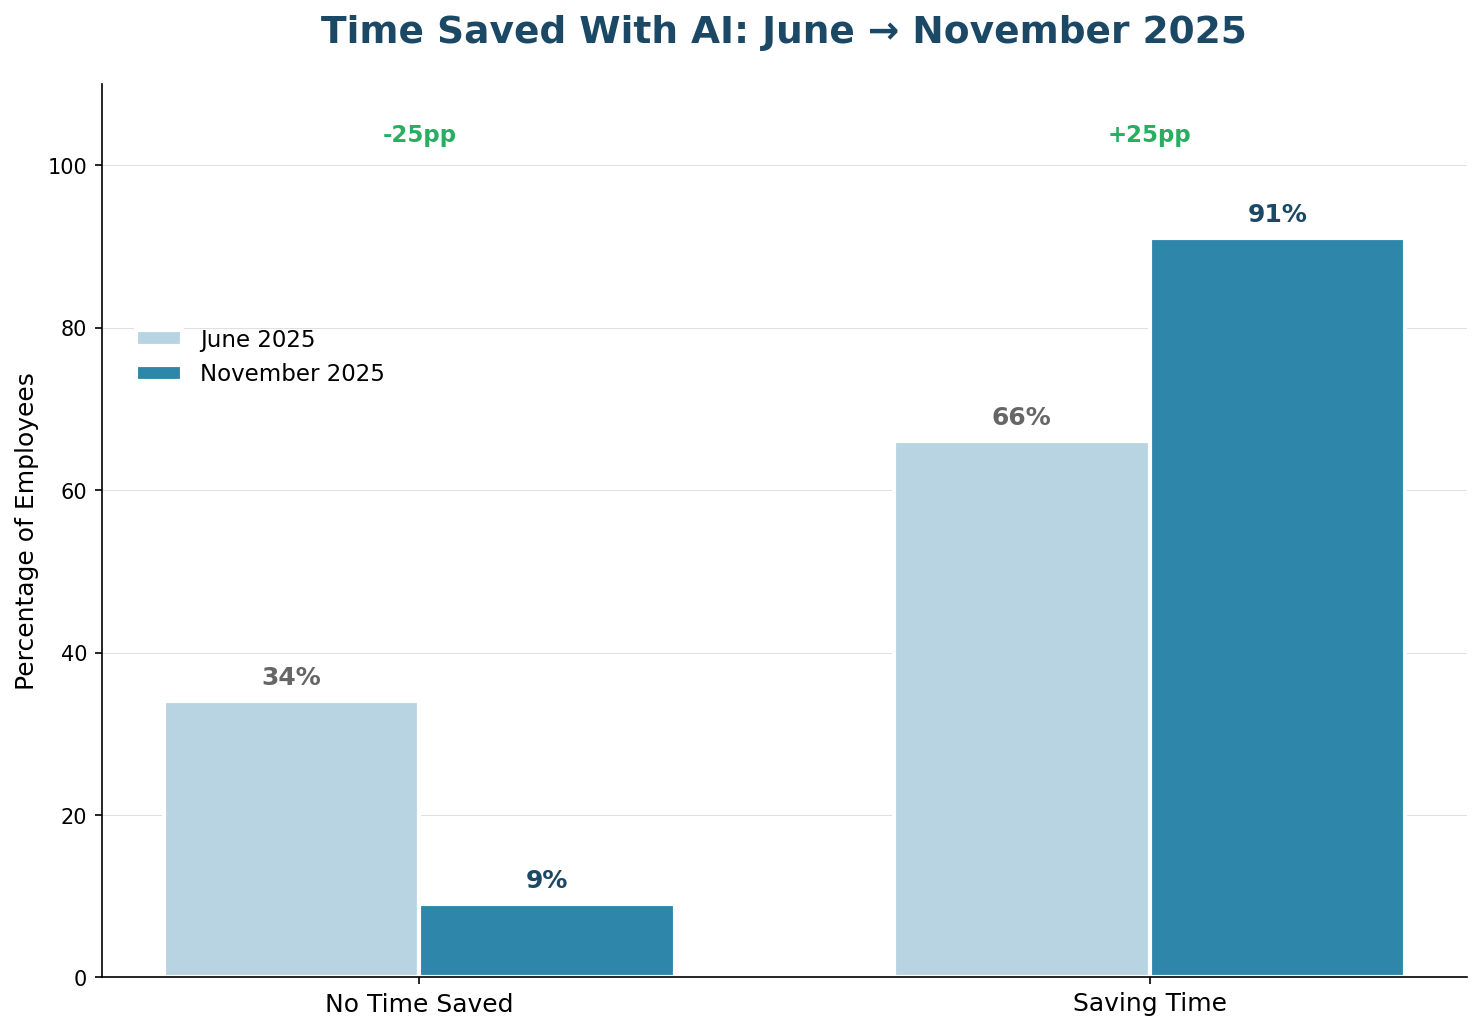 Time Saved With AI: June → November 2025
-25pp
+25pp
100
91%
80
June 2025
November 2025
66%
60
Percentage of Employees
40
34%
20
9%
0
No Time Saved
Saving Time